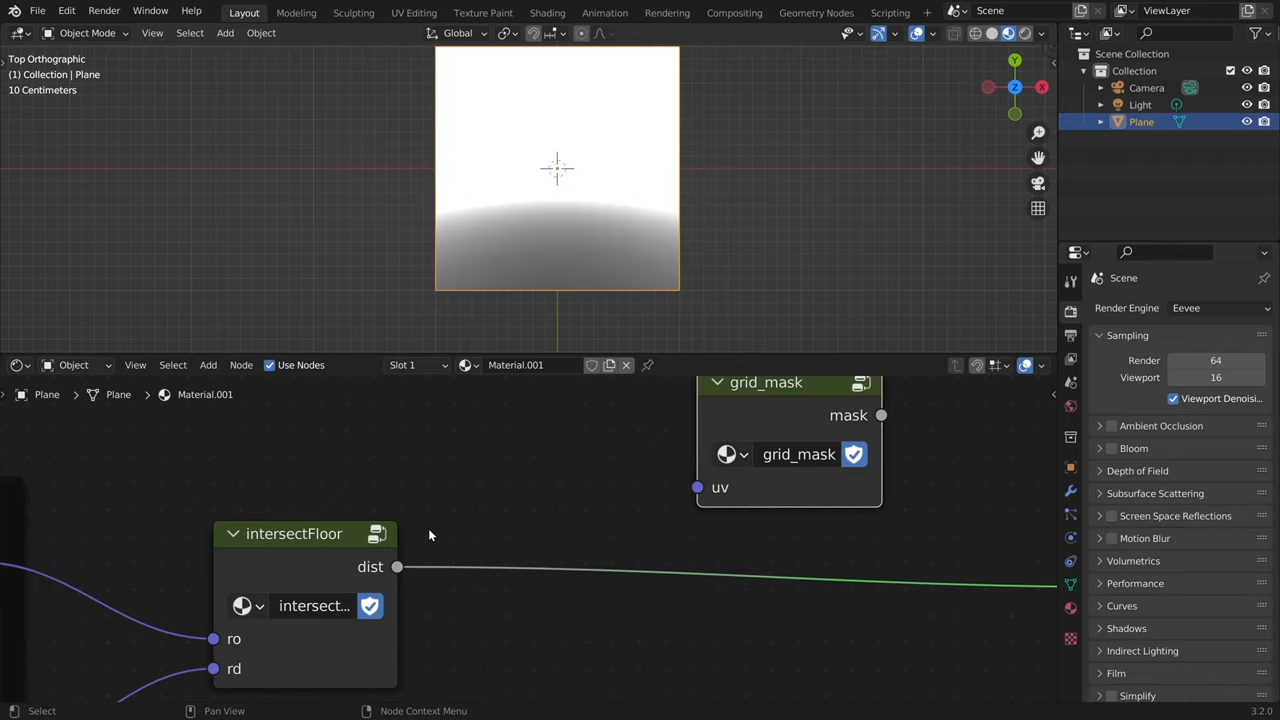 File Edit Render Window Help Layout Modeling Sculpting UV Editing Texture Paint Shading Animation Rendering Compositing Geometry Nodes Scripting + Scene ViewLayer
Object Mode View Select Add Object Global
Top Orthographic
(1) Collection | Plane
10 Centimeters
Y
Z
X
Scene Collection
Collection
Camera
Light
Plane
Scene
Render Engine Eevee
Sampling
Render 64
Viewport 16
Viewport Denoisi...
Ambient Occlusion
Bloom
Depth of Field
Subsurface Scattering
Screen Space Reflections
Motion Blur
Volumetrics
Performance
Curves
Shadows
Indirect Lighting
Film
Simplify
Object View Select Add Node Use Nodes Slot 1 Material.001
Plane Plane Material.001
grid_mask
mask
grid_mask
uv
intersectFloor
dist
intersect...
ro
rd
Select Pan View Node Context Menu 3.2.0